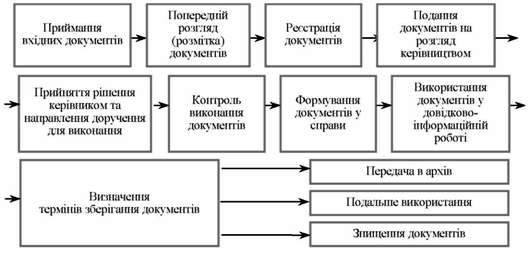 Приймання
вхідних документів
Попередній
розгляд
(розмітка)
документів
Реєстрація
документів
Подання
документів на
розгляд
керівництвом
Прийняття рішення
керівником та
направлення доручення
для виконання
Контроль
виконання
документів
Формування
документів у
справи
Використання
документів у
довідково-
інформаційній
роботі
Визначення
термінів зберігання документів
Передача в архів
Подальше використання
Знищення документів